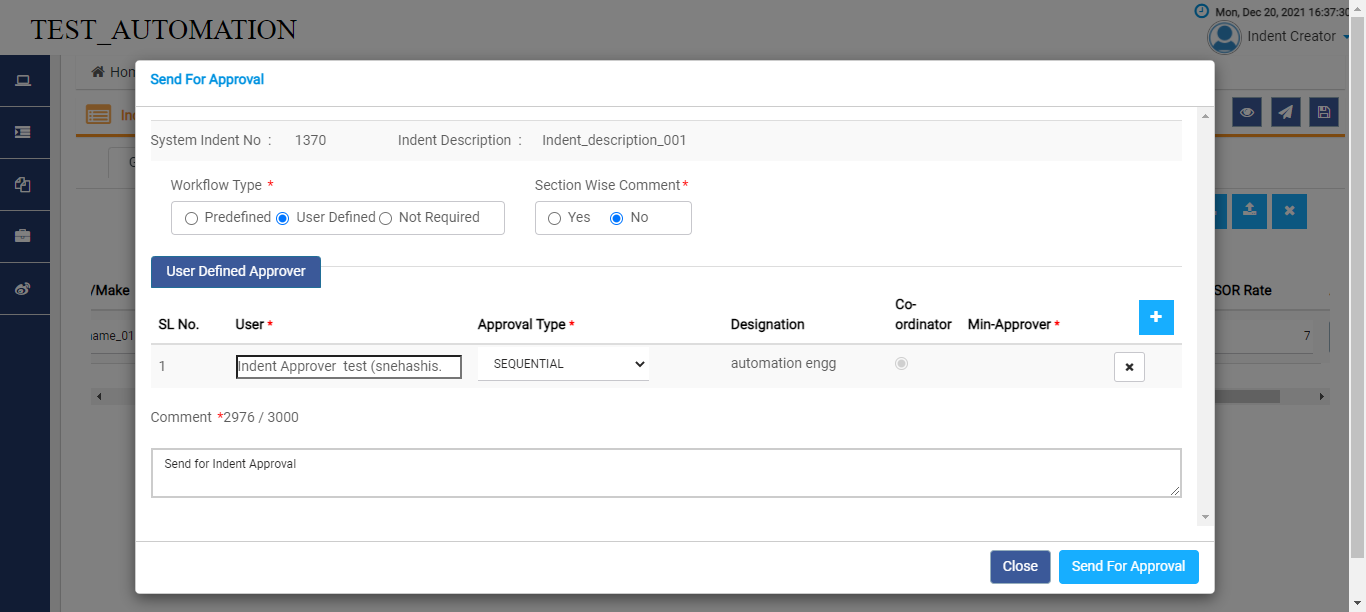 Mon, Dec 20, 2021 16:37:30
TEST_AUTOMATION
Indent Creator
Send For Approval
System Indent No : 1370 Indent Description : Indent_description_001
Workflow Type * Section Wise Comment*
Predefined User Defined Not Required Yes No
User Defined Approver
/Make SOR Rate
SL No. User * Approval Type * Designation Co-ordinator Min-Approver *
1 Indent Approver test (snehashis. SEQUENTIAL automation engg
7
Comment *2976 / 3000
Send for Indent Approval
Close Send For Approval